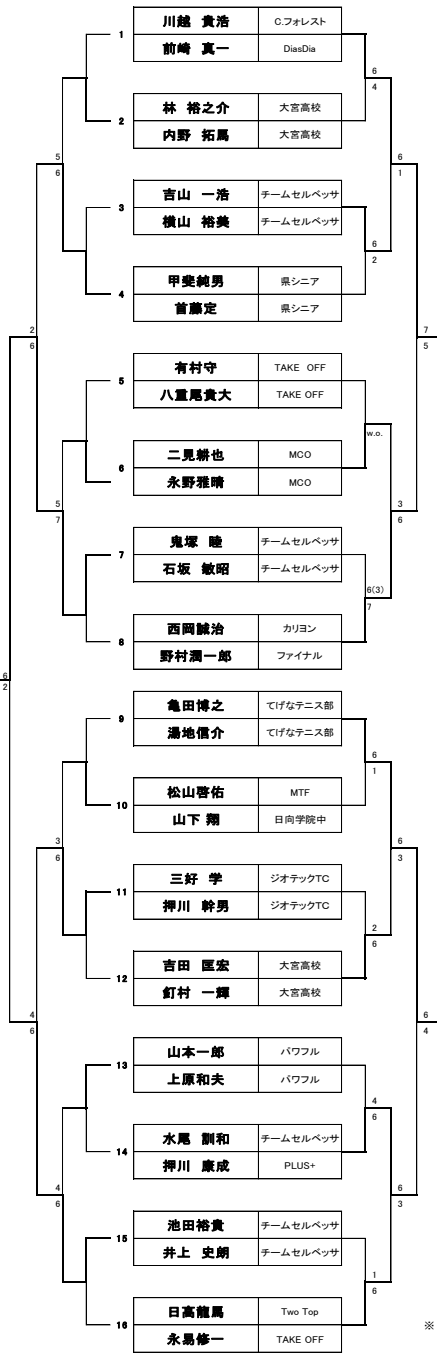 1 川越 貴浩 C.フォレスト
前崎 真一 DiasDia
6
4
2 林 裕之介 大宮高校
内野 拓馬 大宮高校
5
6
6
1
3 吉山 一浩 チームセルベッサ
横山 裕美 チームセルベッサ
6
2
4 甲斐純男 県シニア
首藤定 県シニア
2
6
7
5
5 有村守 TAKE OFF
八重尾貴大 TAKE OFF
w.o.
6 二見耕也 MCO
永野雅晴 MCO
5
7
3
6
7 鬼塚 睦 チームセルベッサ
石坂 敏昭 チームセルベッサ
6(3)
7
8 西岡誠治 カリヨン
野村潤一郎 ファイナル
6
2
9 亀田博之 てげなテニス部
湯地信介 てげなテニス部
6
1
10 松山啓佑 MTF
山下 翔 日向学院中
3
6
6
3
11 三好 学 ジオテックTC
押川 幹男 ジオテックTC
2
6
12 吉田 匡宏 大宮高校
釘村 一輝 大宮高校
4
6
6
4
13 山本一郎 パワフル
上原和夫 パワフル
4
6
14 水尾 訓和 チームセルベッサ
押川 康成 PLUS+
4
6
6
3
15 池田裕貴 チームセルベッサ
井上 史朗 チームセルベッサ
1
6
16 日高龍馬 Two Top
永易修一 TAKE OFF
※